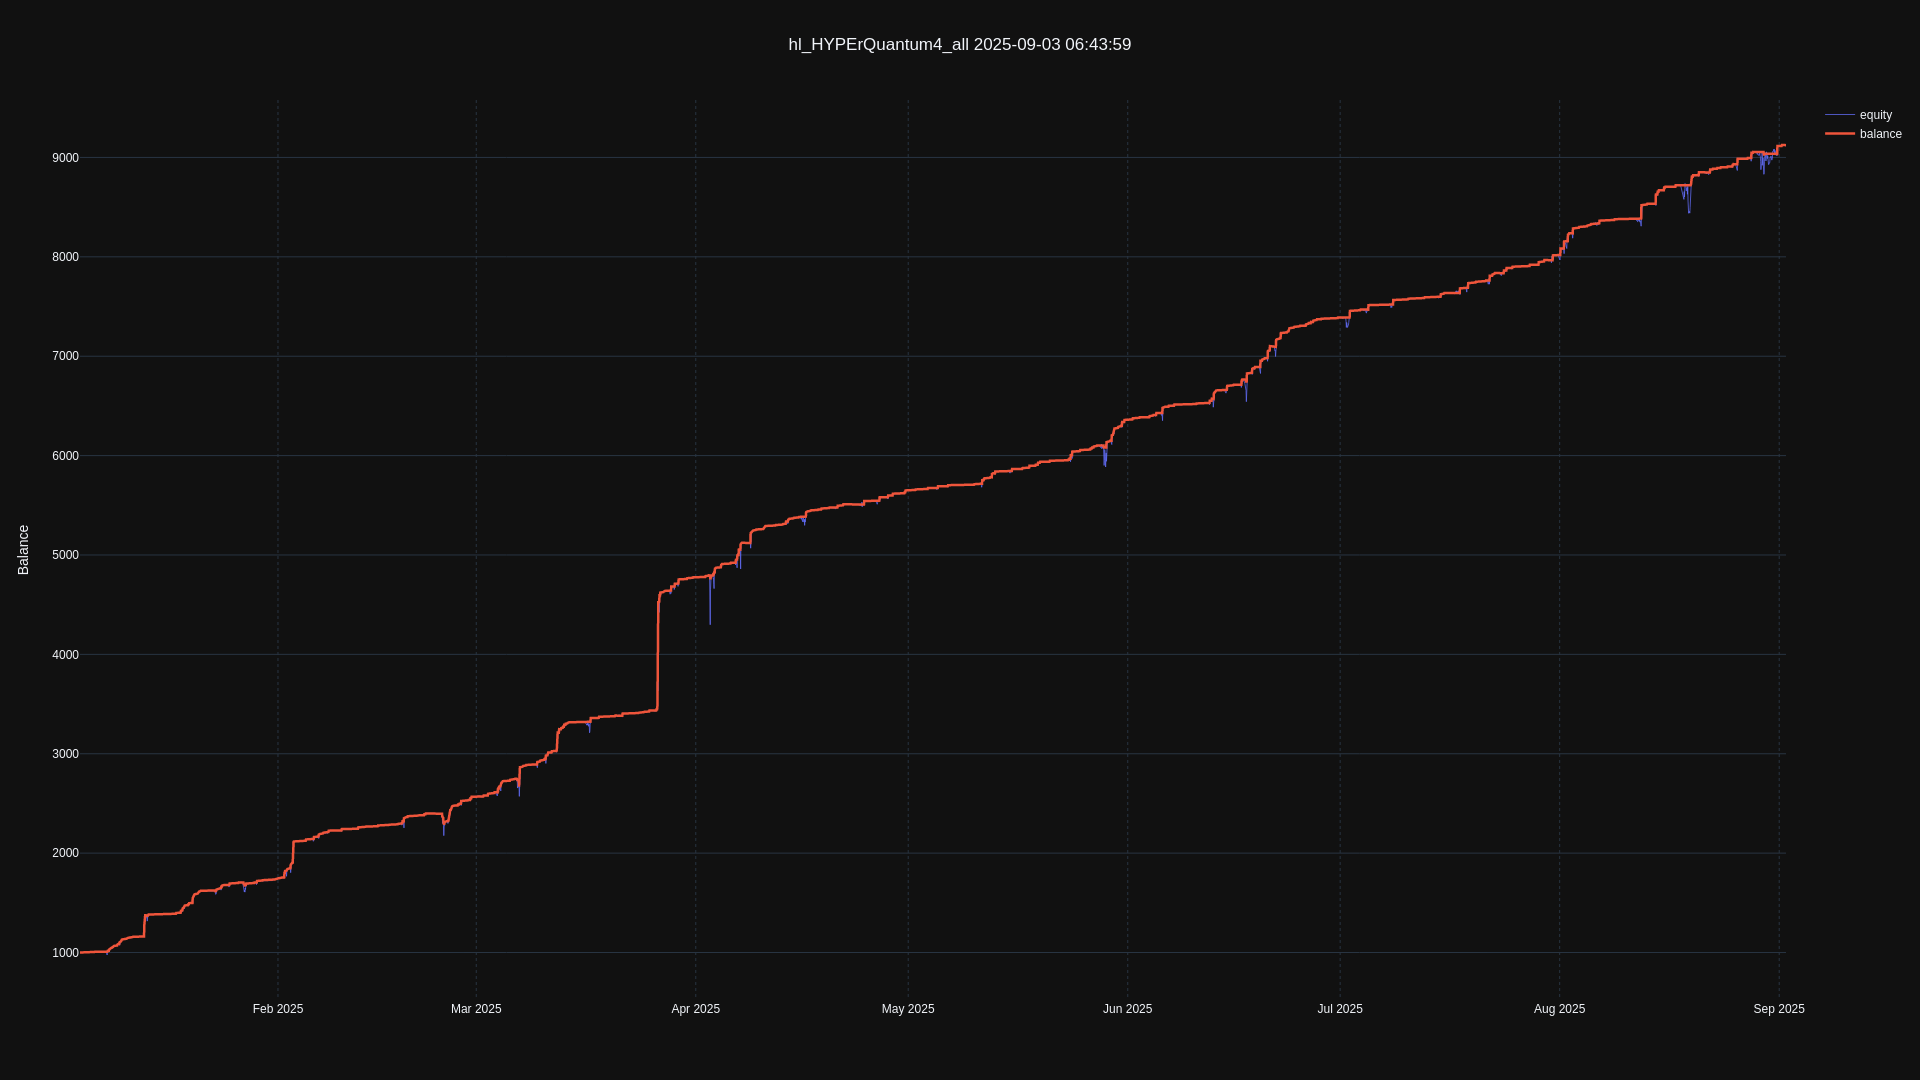 hl_HYPErQuantum4_all 2025-09-03 06:43:59
equity
balance
Balance
9000
8000
7000
6000
5000
4000
3000
2000
1000
Feb 2025
Mar 2025
Apr 2025
May 2025
Jun 2025
Jul 2025
Aug 2025
Sep 2025